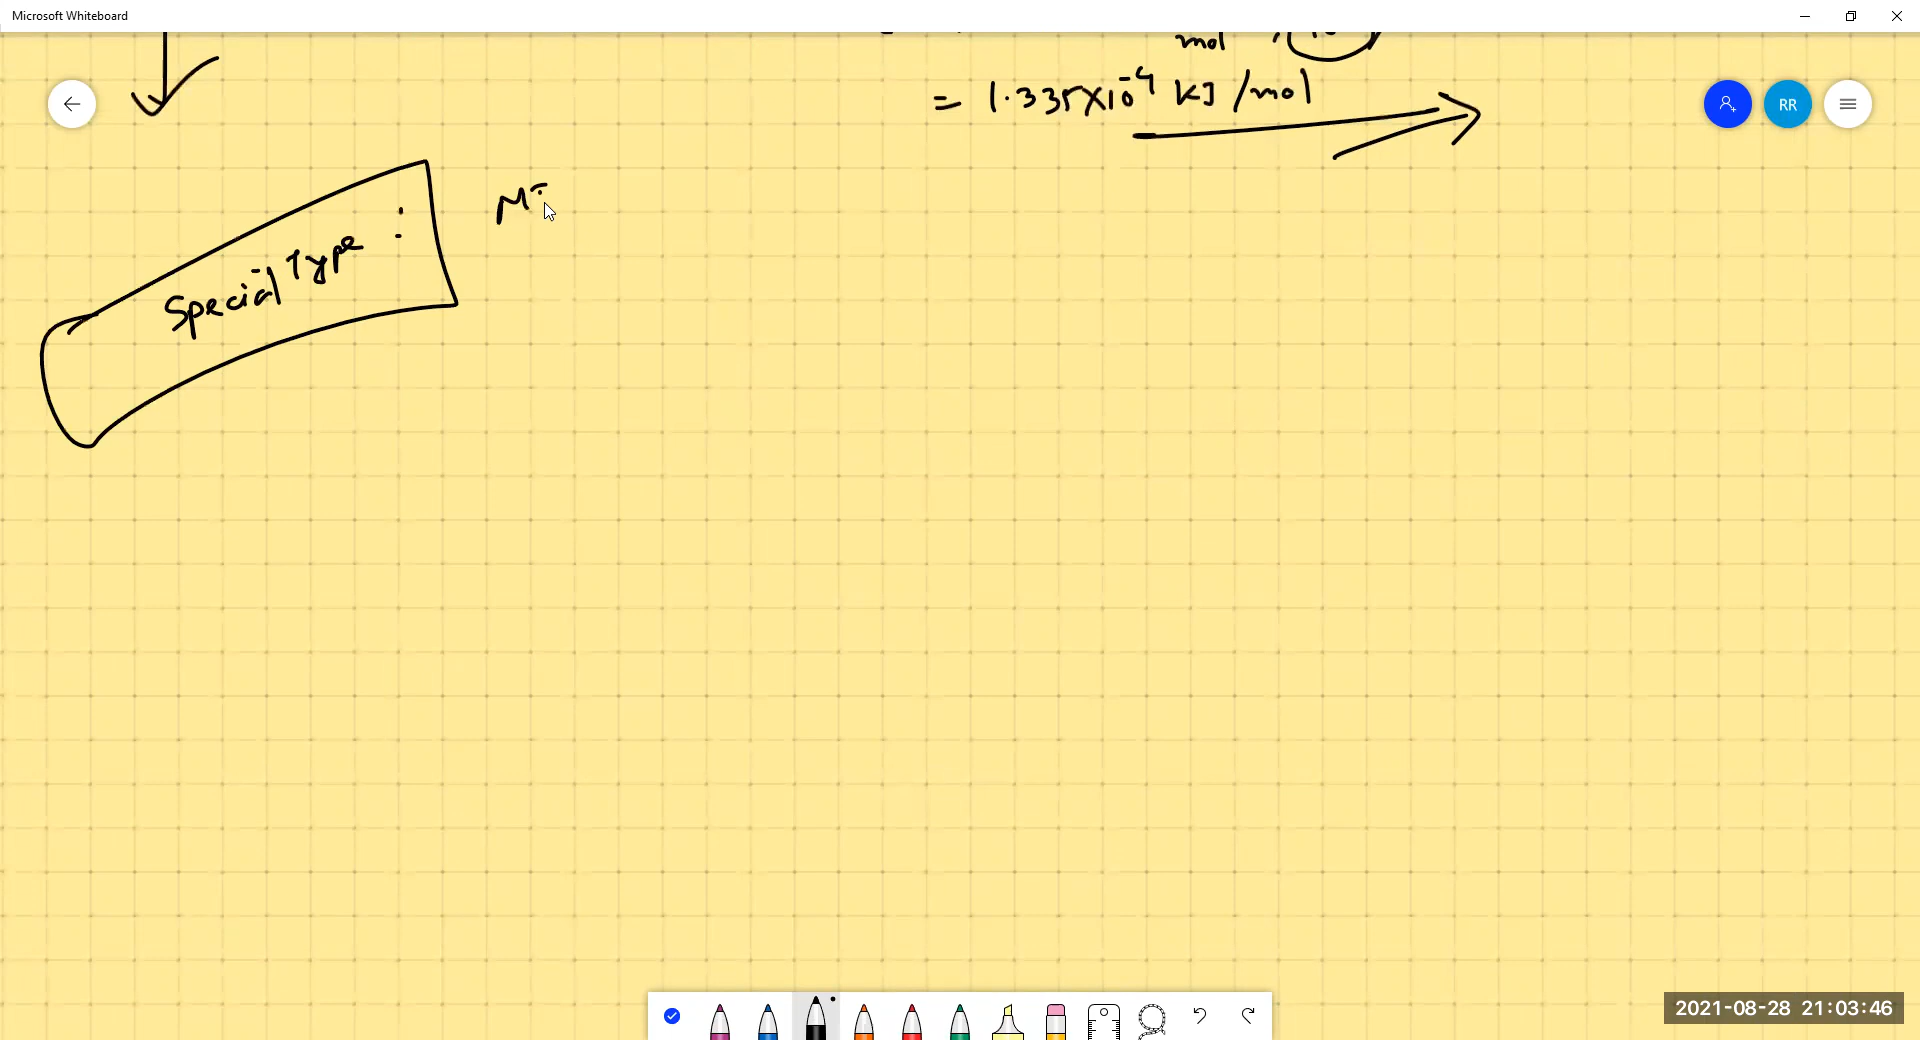 Microsoft Whiteboard
mol
= 1.335×10⁻⁴ KJ/mol
RR
Special Type :
2021-08-28 21:03:46